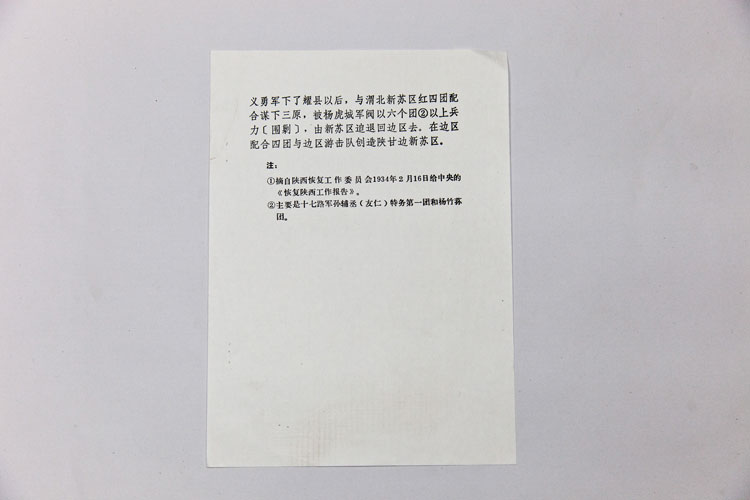 义勇军下了耀县以后，与渭北新苏区红四团配
合谋下三原，被杨虎城军阀以六个团②以上兵
力〔围剿〕，由新苏区迫退回边区去。在边区
配合四团与边区游击队创造陕甘边新苏区。
注：
①摘自陕西恢复工作委员会1934年2月16日给中央的
《恢复陕西工作报告》。
②主要是十七路军孙辅丞（友仁）特务第一团和杨竹荪
团。